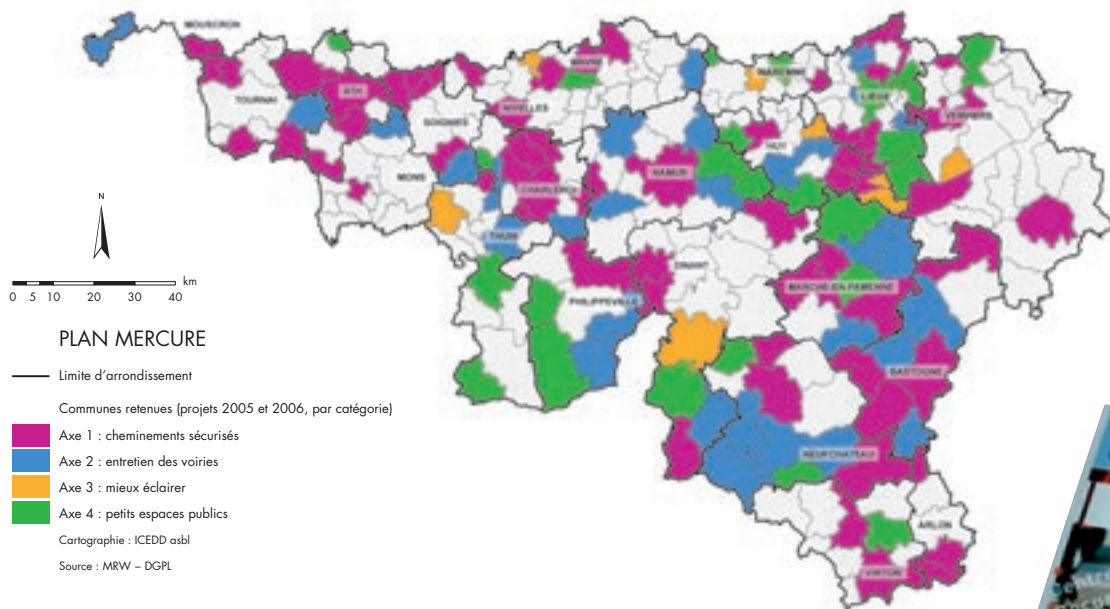 MOUSCRON
TOURNAI
ATH
SOIGNIES
MONS
NIVELLES
WAVRE
CHARLEROI
THUIN
NAMUR
WAREMME
HUY
LIEGE
VERVIERS
DINANT
PHILIPPEVILLE
MARCHE-EN-FAMENNE
BASTOGNE
NEUFCHATEAU
ARLON
VIRTON
N
0 5 10 20 30 40 km
PLAN MERCURE
Limite d'arrondissement
Communes retenues (projets 2005 et 2006, par catégorie)
Axe 1 : cheminements sécurisés
Axe 2 : entretien des voiries
Axe 3 : mieux éclairer
Axe 4 : petits espaces publics
Cartographie : ICEDD asbl
Source : MRW – DGPL